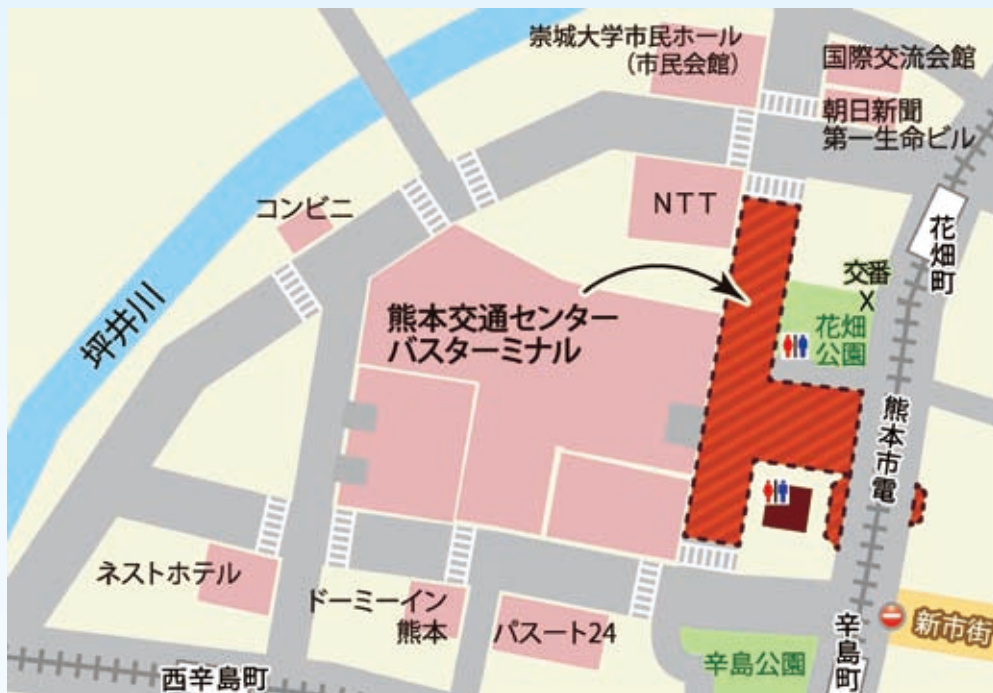 崇城大学市民ホール
(市民会館)
国際交流会館
朝日新聞
第一生命ビル
NTT
コンビニ
花畑町
交番
X
坪井川
熊本交通センター
バスターミナル
花畑
公園
熊本市電
ネストホテル
ドーミーイン
熊本
パスート24
辛島公園
辛島町
新市街
西辛島町